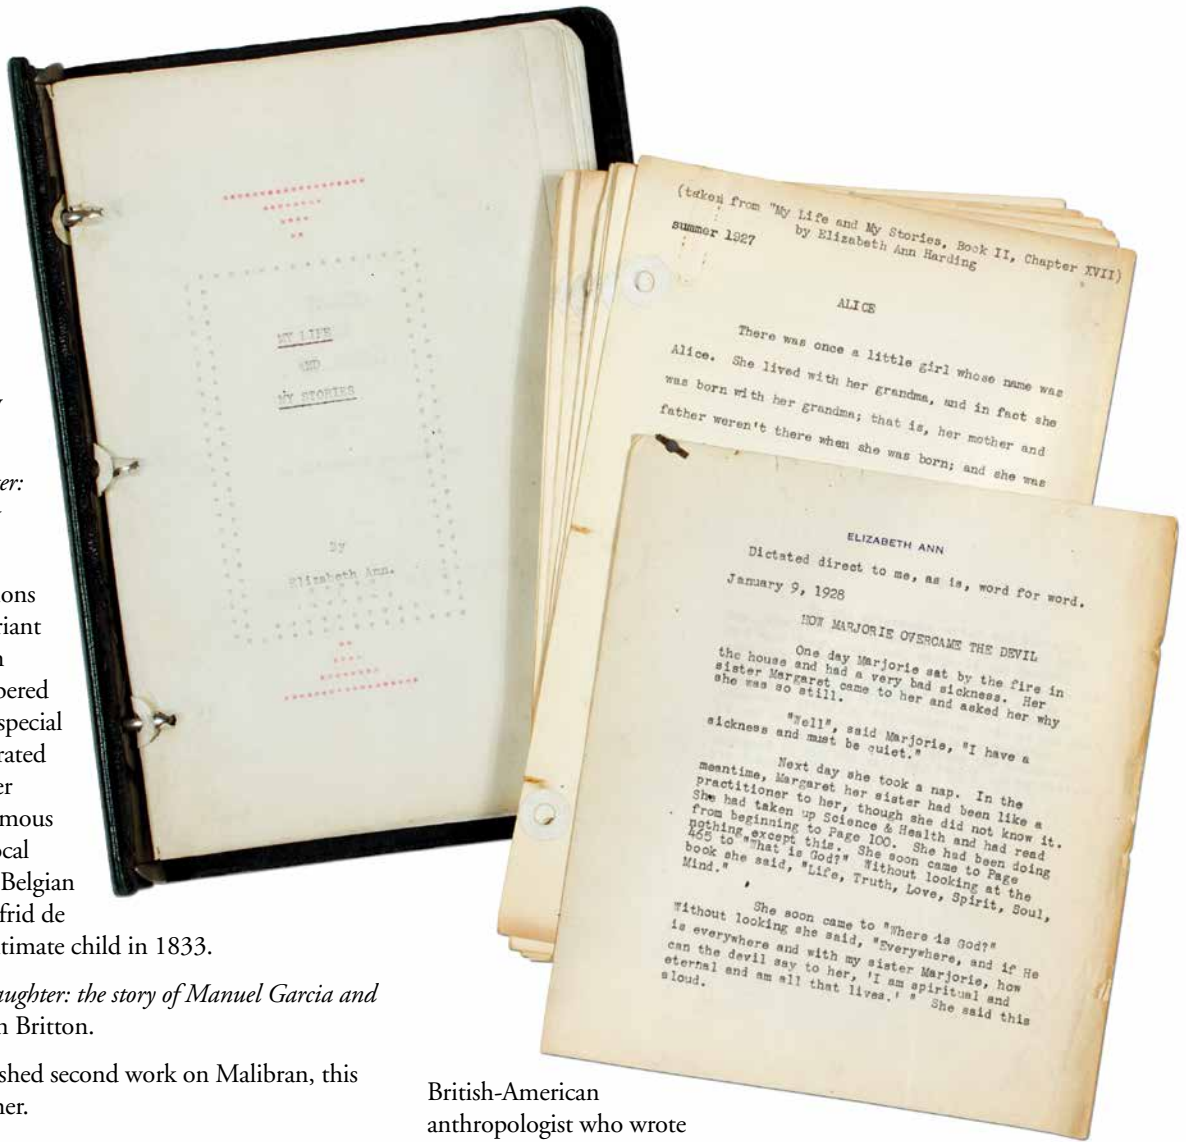 er:
ions
riant
n
bered
special
rated
er
mous
ocal
Belgian
frid de
timate child in 1833.
aughter: the story of Manuel Garcia and
n Britton.
shed second work on Malibran, this
her.
MY LIFE
AND
MY STORIES
By
Elizabeth Ann.
(taken from "My Life and My Stories, Book II, Chapter XVII)
by Elizabeth Ann Harding
summer 1927
ALICE
There was once a little girl whose name was
Alice. She lived with her grandma, and in fact she
was born with her grandma; that is, her mother and
father weren't there when she was born; and she was
ELIZABETH ANN
Dictated direct to me, as is, word for word.
January 9, 1928
HOW MARJORIE OVERCAME THE DEVIL
One day Marjorie sat by the fire in
the house and had a very bad sickness. Her
sister Margaret came to her and asked her why
she was so still.
"Well", said Marjorie, "I have a
sickness and must be quiet."
Next day she took a nap. In the
meantime, Margaret her sister had been like a
practitioner to her, though she did not know it.
She had taken up Science & Health and had read
from beginning to Page 100. She had been doing
nothing except this. She soon came to Page
465 to "What is God?" Without looking at the
book she said, "Life, Truth, Love, Spirit, Soul,
Mind."
She soon came to "Where is God?"
Without looking she said, "Everywhere, and if He
is everywhere and with my sister Marjorie, how
can the devil say to her, 'I am spiritual and
eternal and am all that lives.' " She said this
aloud.
British-American
anthropologist who wrote